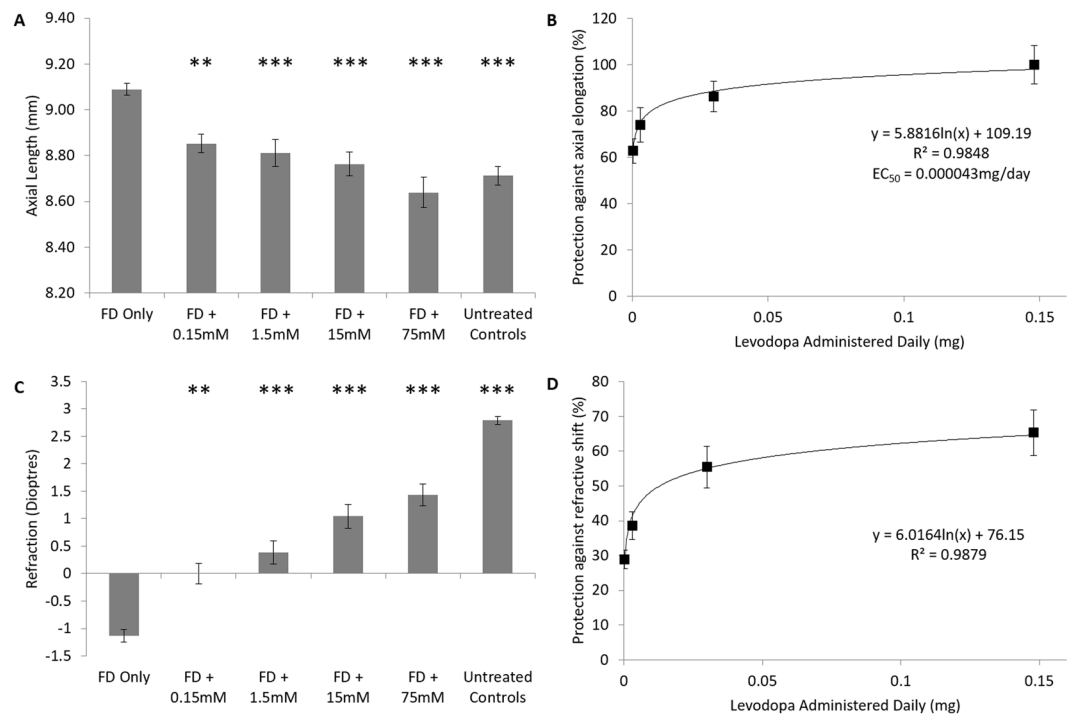 A
9.40
9.20
9.00
8.80
8.60
8.40
8.20
Axial Length (mm)
** *** *** *** ***
FD Only
FD +
0.15mM
FD +
1.5mM
FD +
15mM
FD +
75mM
Untreated
Controls
B
120
100
80
60
40
20
0
Protection against axial elongation (%)
y = 5.8816ln(x) + 109.19
R² = 0.9848
EC₅₀ = 0.000043mg/day
0 0.05 0.1 0.15
Levodopa Administered Daily (mg)
C
3.5
3
2.5
2
1.5
1
0.5
0
-0.5
-1
-1.5
Refraction (Dioptres)
** *** *** *** ***
FD Only
FD +
0.15mM
FD +
1.5mM
FD +
15mM
FD +
75mM
Untreated
Controls
D
80
70
60
50
40
30
20
10
0
Protection against refractive shift (%)
y = 6.0164ln(x) + 76.15
R² = 0.9879
0 0.05 0.1 0.15
Levodopa Administered Daily (mg)